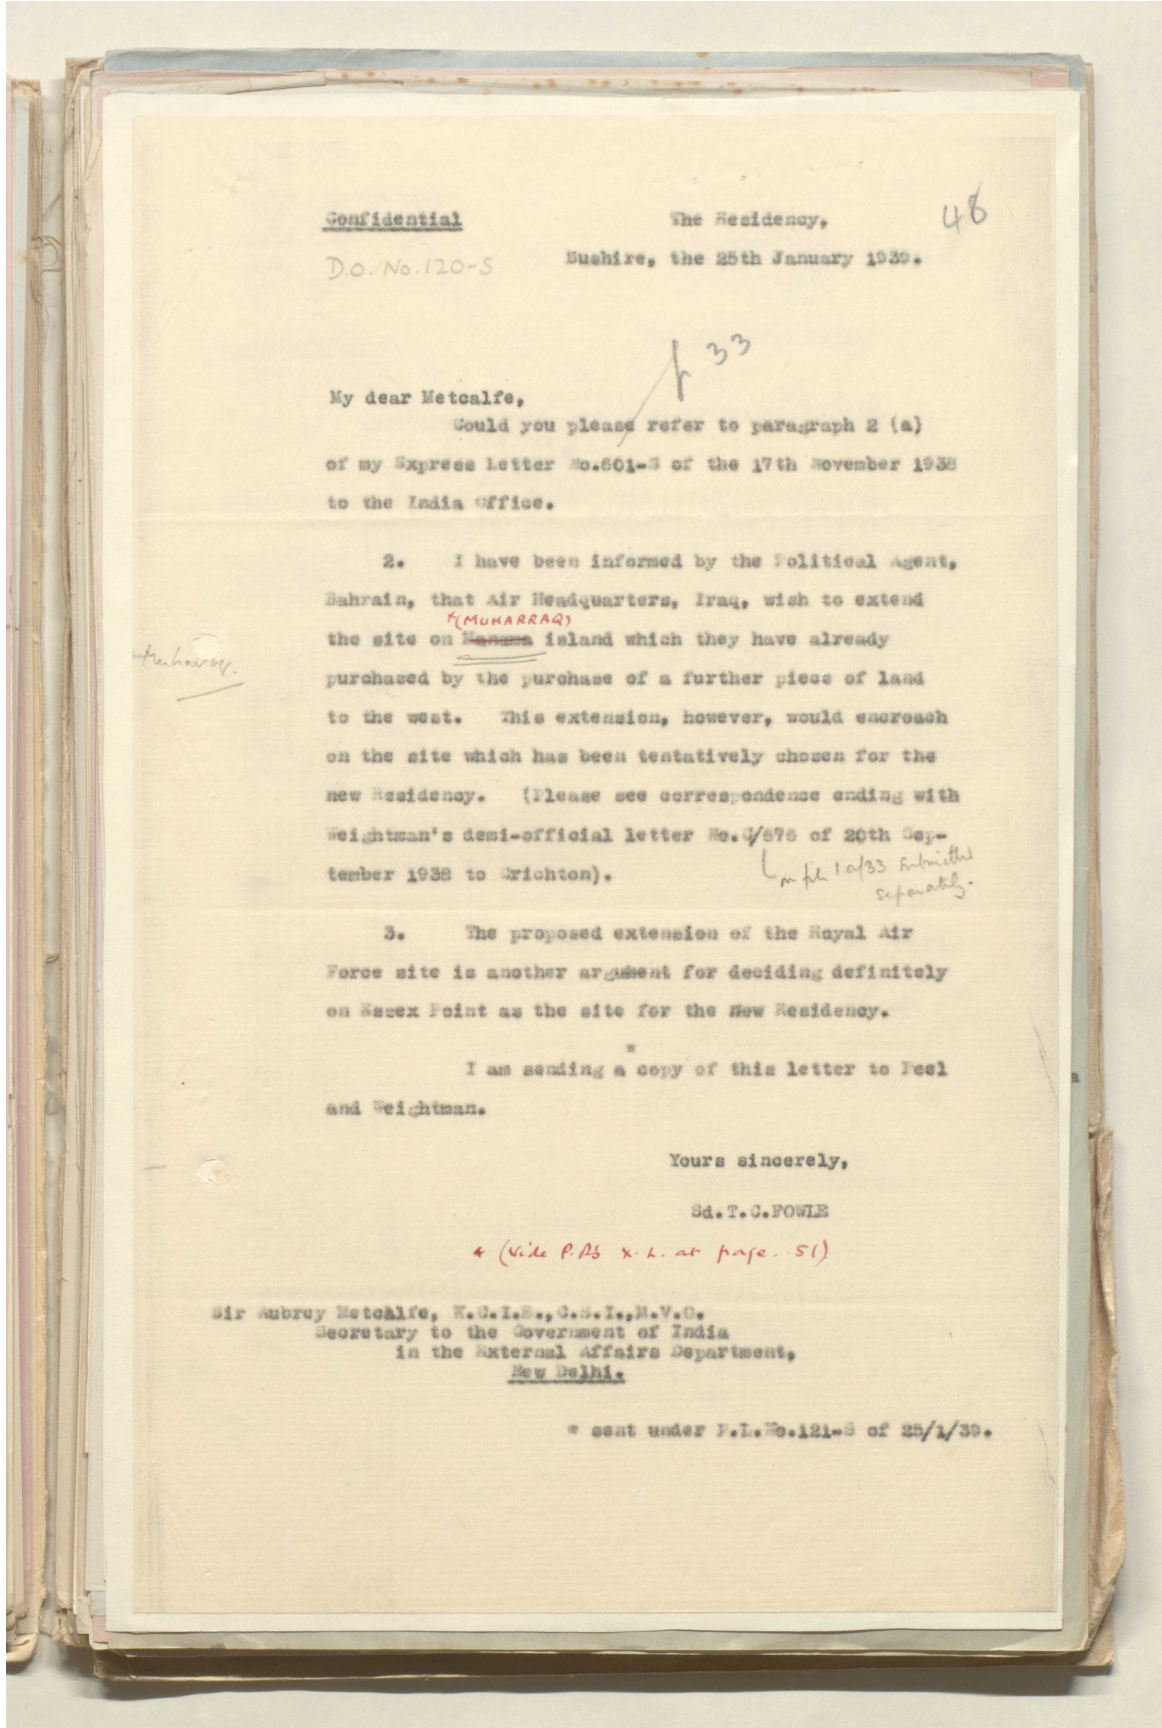 48
Confidential
The Residency,
D.O. No. 120-S
Bushire, the 25th January 1939.
p 33
My dear Metcalfe,
Could you please refer to paragraph 2 (a)
of my Express Letter No.601-S of the 17th November 1938
to the India Office.
2. I have been informed by the Political Agent,
Bahrain, that Air Headquarters, Iraq, wish to extend
*(MUHARRAQ)
the site on Manama island which they have already
Muharraq.
purchased by the purchase of a further piece of land
to the west. This extension, however, would encroach
on the site which has been tentatively chosen for the
new Residency. (Please see correspondence ending with
Weightman's demi-official letter No.C/576 of 20th Sep-
tember 1938 to Crichton).
in file 1a/33 submitted
separately.
3. The proposed extension of the Royal Air
Force site is another argument for deciding definitely
on Essex Point as the site for the New Residency.
*
I am sending a copy of this letter to Peel
and Weightman.
Yours sincerely,
Sd.T.C.FOWLE
* (Vide P.A's X.L. at page. 51)
Sir Aubrey Metcalfe, K.C.I.E.,C.S.I.,M.V.O.
Secretary to the Government of India
in the External Affairs Department,
New Delhi.
* sent under P.L.No.121-S of 25/1/39.